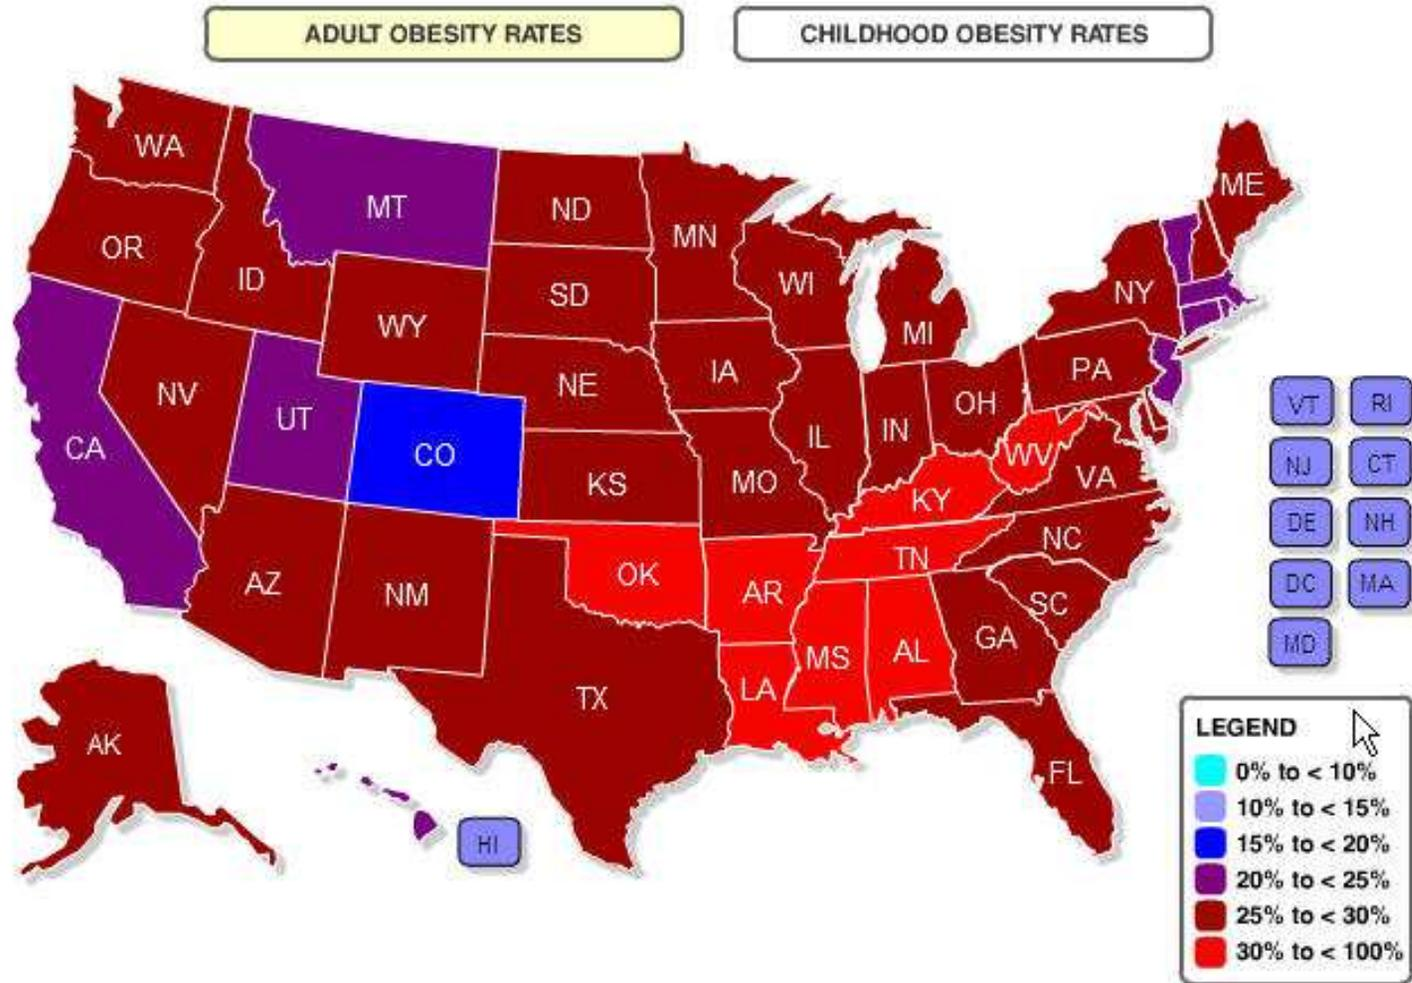 ADULT OBESITY RATES
CHILDHOOD OBESITY RATES
WA
MT
ND
MN
ME
OR
ID
SD
WI
NY
WY
MI
NV
NE
IA
PA
UT
CA
CO
IL
IN
OH
VT
RI
KS
MO
WV
VA
NJ
CT
KY
NC
DE
NH
AZ
NM
OK
AR
TN
SC
DC
MA
MS
AL
GA
MD
TX
LA
AK
FL
HI
LEGEND
0% to < 10%
10% to < 15%
15% to < 20%
20% to < 25%
25% to < 30%
30% to < 100%